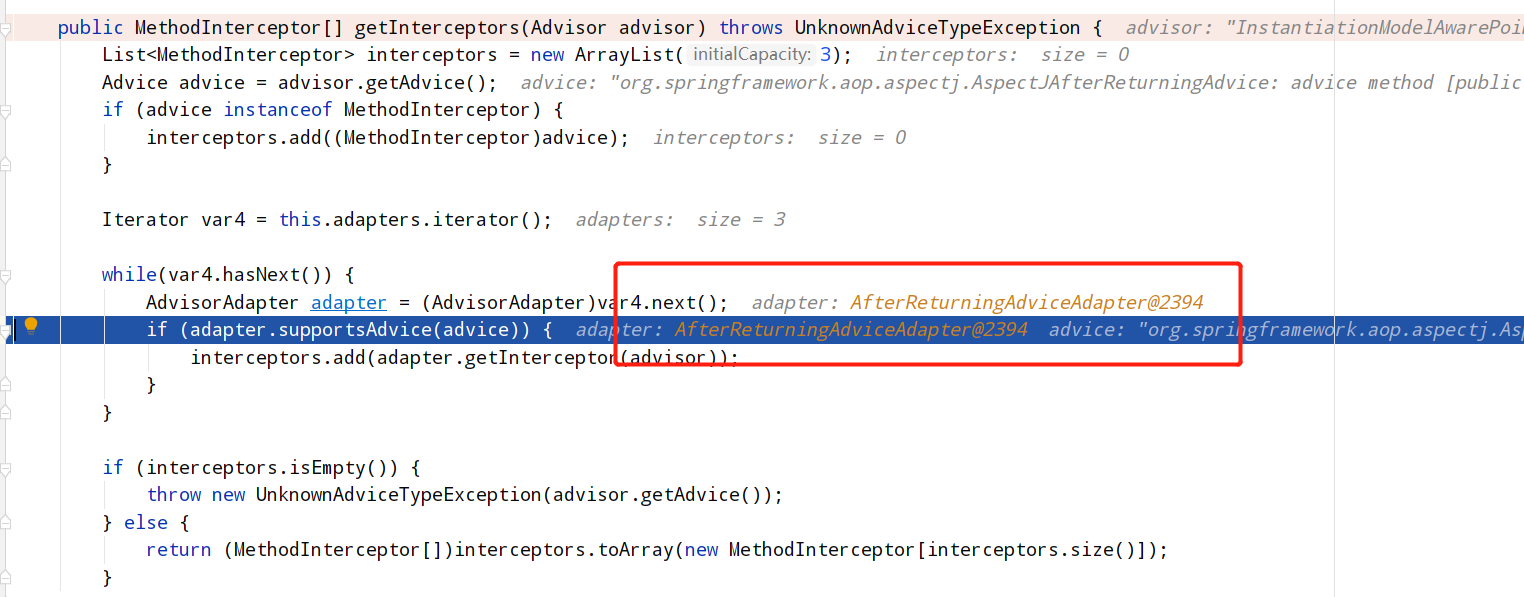 public MethodInterceptor[] getInterceptors(Advisor advisor) throws UnknownAdviceTypeException { advisor: "InstantiationModelAwarePoi
List<MethodInterceptor> interceptors = new ArrayList( initialCapacity: 3); interceptors: size = 0
Advice advice = advisor.getAdvice(); advice: "org.springframework.aop.aspectj.AspectJAfterReturningAdvice: advice method [public
if (advice instanceof MethodInterceptor) {
interceptors.add((MethodInterceptor)advice); interceptors: size = 0
}
Iterator var4 = this.adapters.iterator(); adapters: size = 3
while(var4.hasNext()) {
AdvisorAdapter adapter = (AdvisorAdapter)var4.next(); adapter: AfterReturningAdviceAdapter@2394
if (adapter.supportsAdvice(advice)) { adapter: AfterReturningAdviceAdapter@2394 advice: "org.springframework.aop.aspectj.Asp
interceptors.add(adapter.getInterceptor(advisor));
}
}
if (interceptors.isEmpty()) {
throw new UnknownAdviceTypeException(advisor.getAdvice());
} else {
return (MethodInterceptor[])interceptors.toArray(new MethodInterceptor[interceptors.size()]);
}